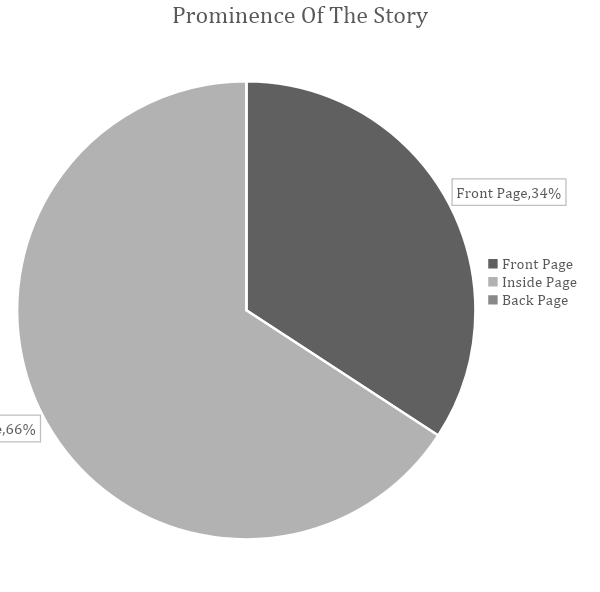 Prominence Of The Story
Front Page,34%
Front Page
Inside Page
Back Page
e,66%